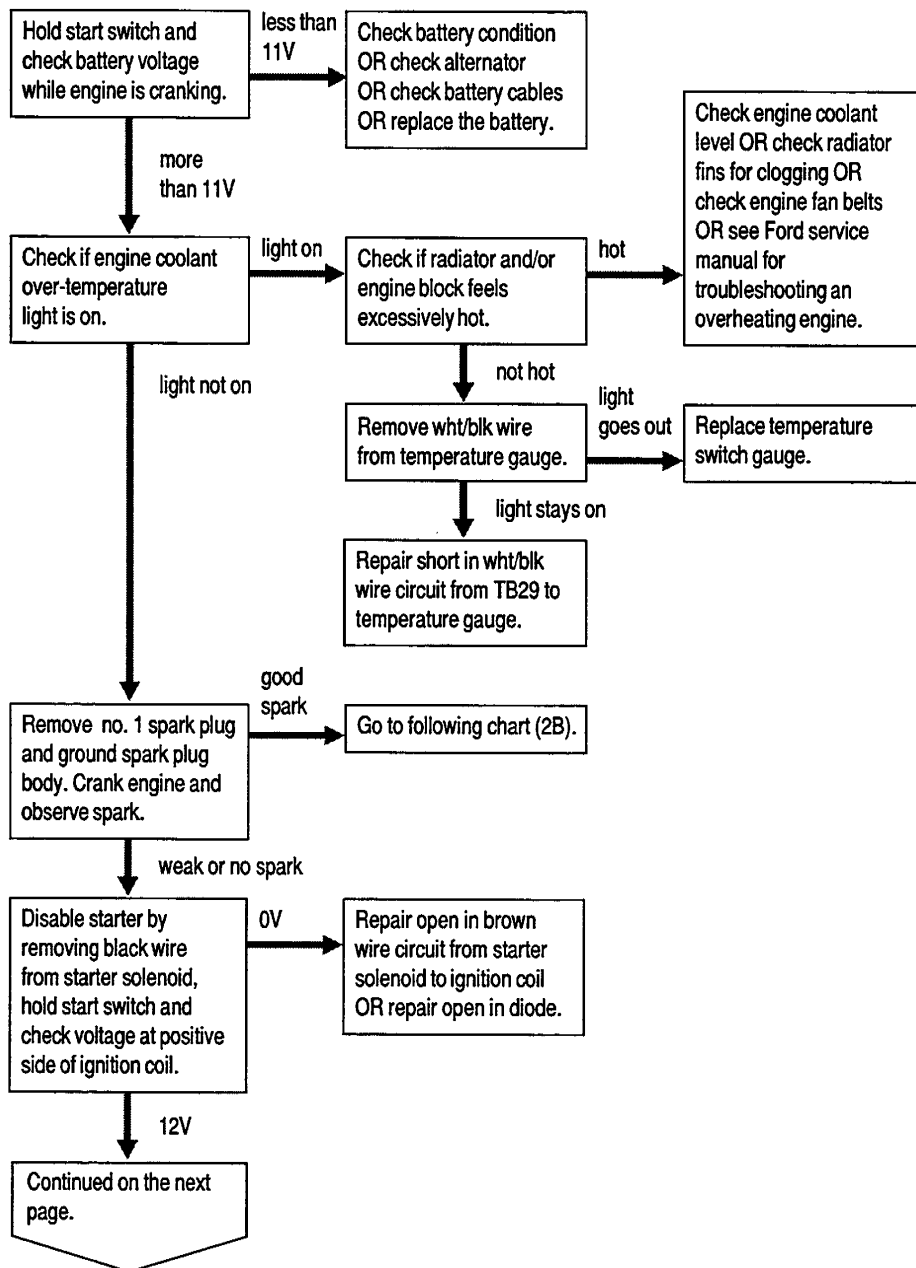 Hold start switch and
check battery voltage
while engine is cranking.
less than
11V
Check battery condition
OR check alternator
OR check battery cables
OR replace the battery.
more
than 11V
Check if engine coolant
over-temperature
light is on.
light on
Check if radiator and/or
engine block feels
excessively hot.
hot
Check engine coolant
level OR check radiator
fins for clogging OR
check engine fan belts
OR see Ford service
manual for
troubleshooting an
overheating engine.
light not on
not hot
Remove wht/blk wire
from temperature gauge.
light
goes out
Replace temperature
switch gauge.
light stays on
Repair short in wht/blk
wire circuit from TB29 to
temperature gauge.
Remove no. 1 spark plug
and ground spark plug
body. Crank engine and
observe spark.
good
spark
Go to following chart (2B).
weak or no spark
Disable starter by
removing black wire
from starter solenoid,
hold start switch and
check voltage at positive
side of ignition coil.
0V
Repair open in brown
wire circuit from starter
solenoid to ignition coil
OR repair open in diode.
12V
Continued on the next
page.